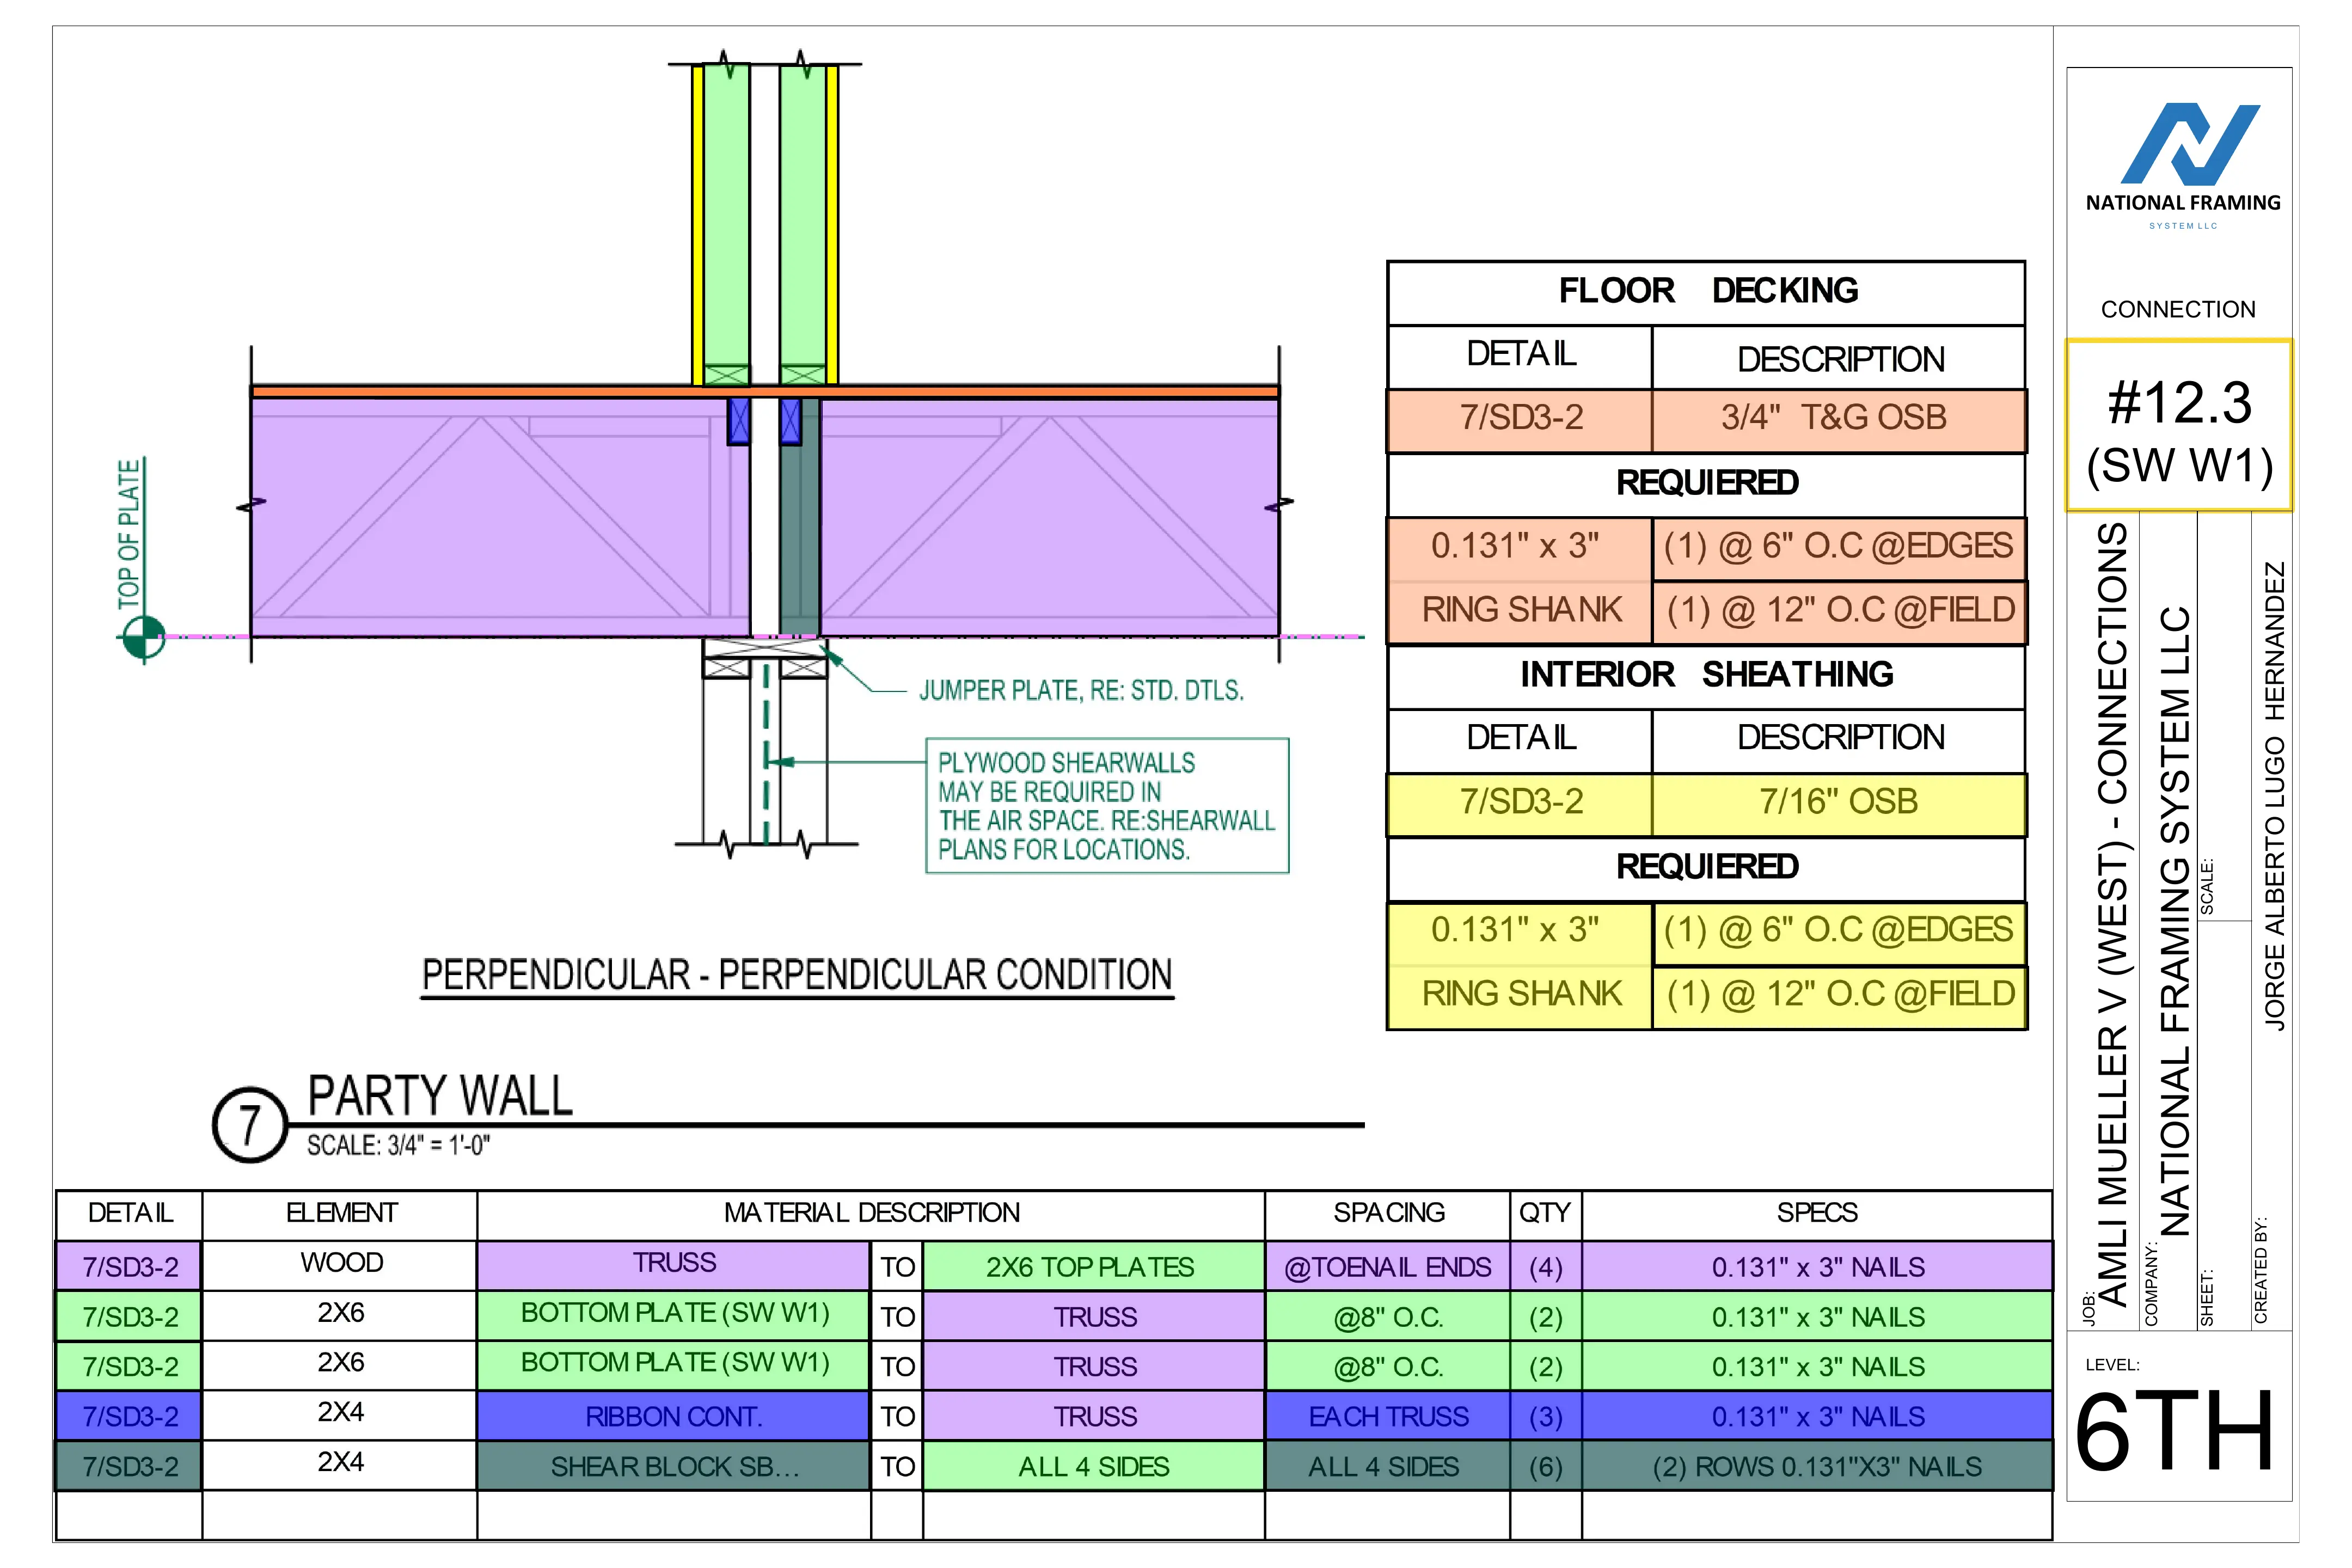 TOP OF PLATE
JUMPER PLATE, RE: STD. DTLS.
PLYWOOD SHEARWALLS
MAY BE REQUIRED IN
THE AIR SPACE. RE:SHEARWALL
PLANS FOR LOCATIONS.
PERPENDICULAR - PERPENDICULAR CONDITION
7
PARTY WALL
SCALE: 3/4" = 1'-0"
FLOOR DECKING
DETAIL DESCRIPTION
7/SD3-2 3/4" T&G OSB
REQUIERED
0.131" x 3" (1) @ 6" O.C @EDGES
RING SHANK (1) @ 12" O.C @FIELD
INTERIOR SHEATHING
DETAIL DESCRIPTION
7/SD3-2 7/16" OSB
REQUIERED
0.131" x 3" (1) @ 6" O.C @EDGES
RING SHANK (1) @ 12" O.C @FIELD
DETAIL ELEMENT MATERIAL DESCRIPTION SPACING QTY SPECS
7/SD3-2 WOOD TRUSS TO 2X6 TOP PLATES @TOENAIL ENDS (4) 0.131" x 3" NAILS
7/SD3-2 2X6 BOTTOM PLATE (SW W1) TO TRUSS @8" O.C. (2) 0.131" x 3" NAILS
7/SD3-2 2X6 BOTTOM PLATE (SW W1) TO TRUSS @8" O.C. (2) 0.131" x 3" NAILS
7/SD3-2 2X4 RIBBON CONT. TO TRUSS EACH TRUSS (3) 0.131" x 3" NAILS
7/SD3-2 2X4 SHEAR BLOCK SB... TO ALL 4 SIDES ALL 4 SIDES (6) (2) ROWS 0.131"X3" NAILS
NATIONAL FRAMING
SYSTEM LLC
CONNECTION
#12.3
(SW W1)
JOB:
AMLI MUELLER V (WEST) - CONNECTIONS
COMPANY:
NATIONAL FRAMING SYSTEM LLC
SHEET:
SCALE:
CREATED BY:
JORGE ALBERTO LUGO HERNANDEZ
LEVEL:
6TH